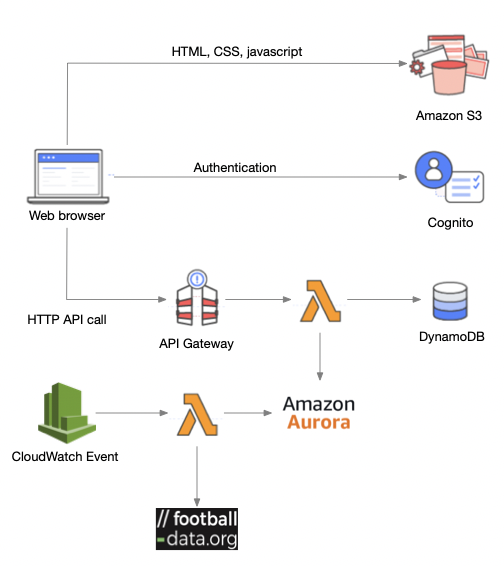 HTML, CSS, javascript
Amazon S3
Authentication
Web browser
Cognito
HTTP API call
API Gateway
DynamoDB
CloudWatch Event
Amazon
Aurora
// football
-data.org